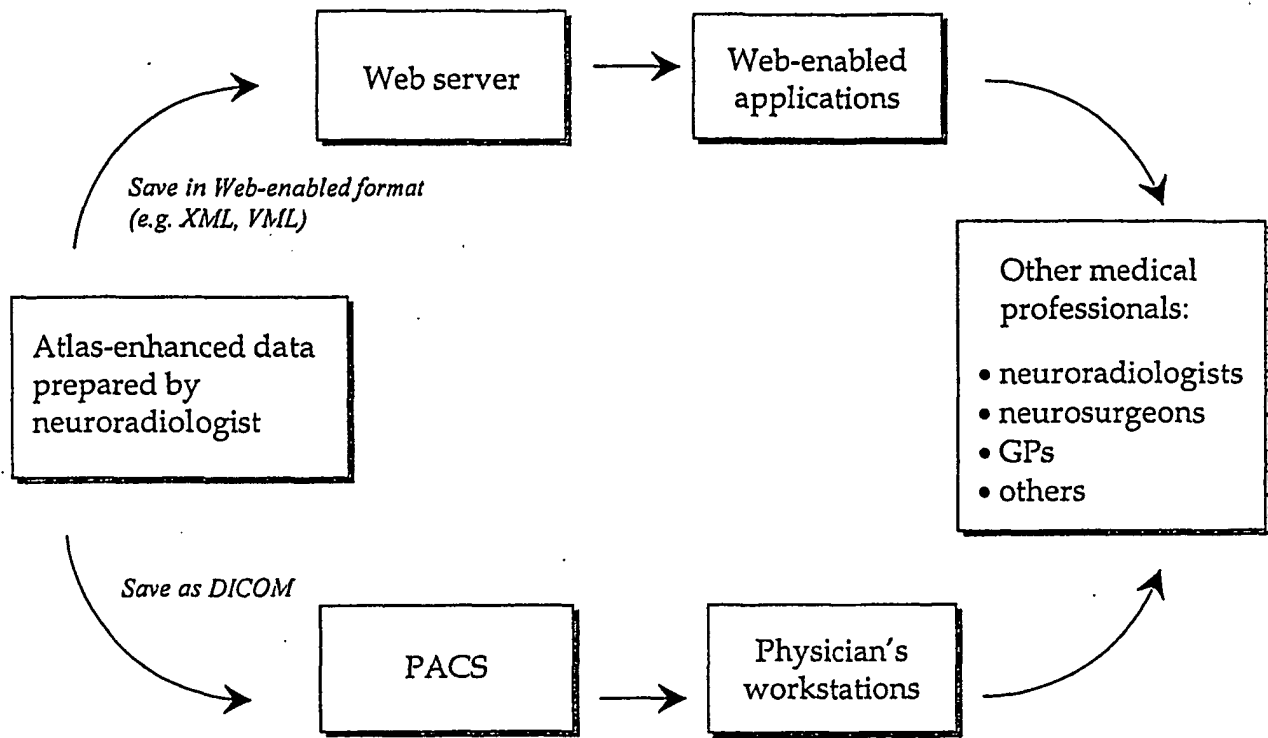 Web server
Web-enabled
applications
Save in Web-enabled format
(e.g. XML, VML)
Atlas-enhanced data
prepared by
neuroradiologist
Other medical
professionals:
• neuroradiologists
• neurosurgeons
• GPs
• others
Save as DICOM
PACS
Physician's
workstations